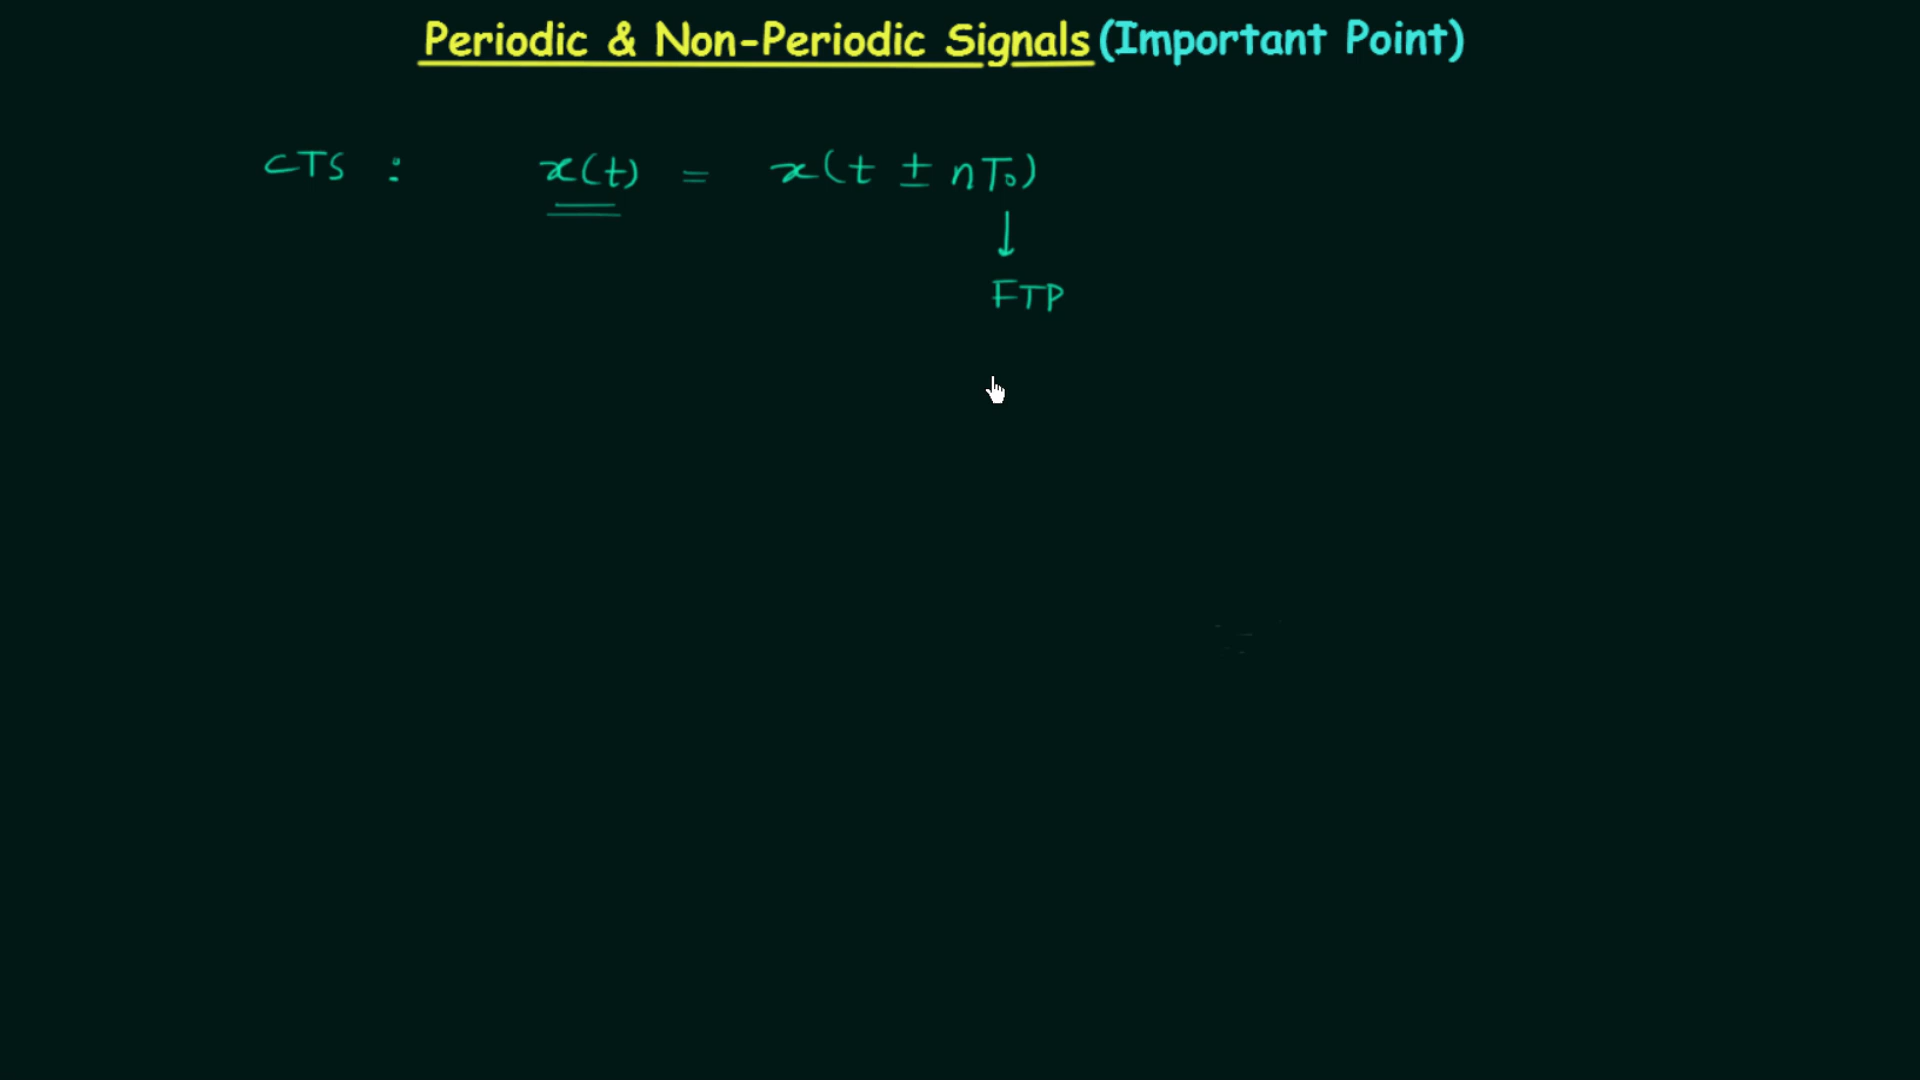 Periodic & Non-Periodic Signals (Important Point)
CTS : x(t) = x(t ± nT₀)
FTP